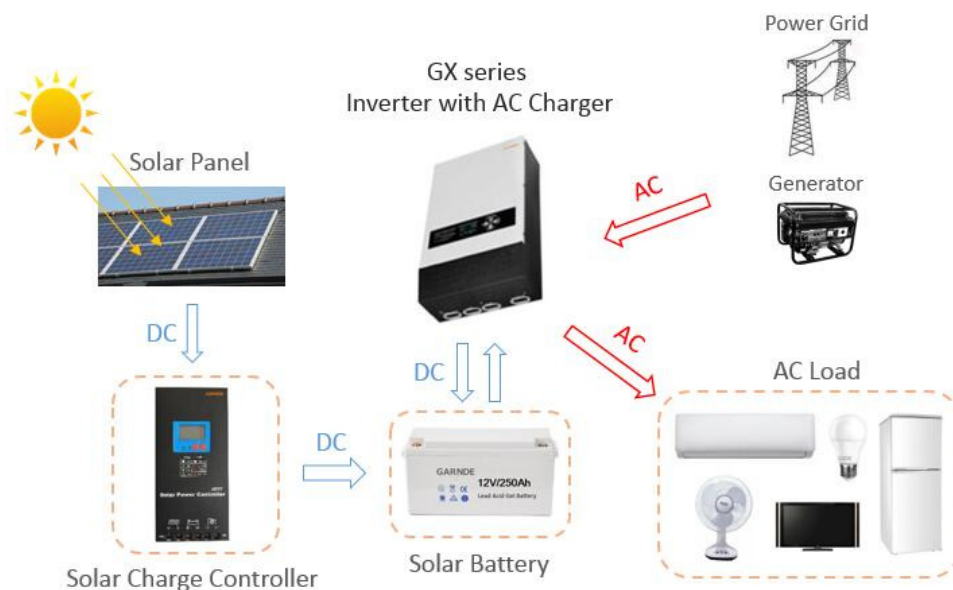 Power Grid
GX series
Inverter with AC Charger
Solar Panel
AC
Generator
DC
DC
AC
AC Load
DC
GARNDE
12V/250Ah
Lead Acid Gel Battery
Solar Power Controller
Solar Charge Controller
Solar Battery